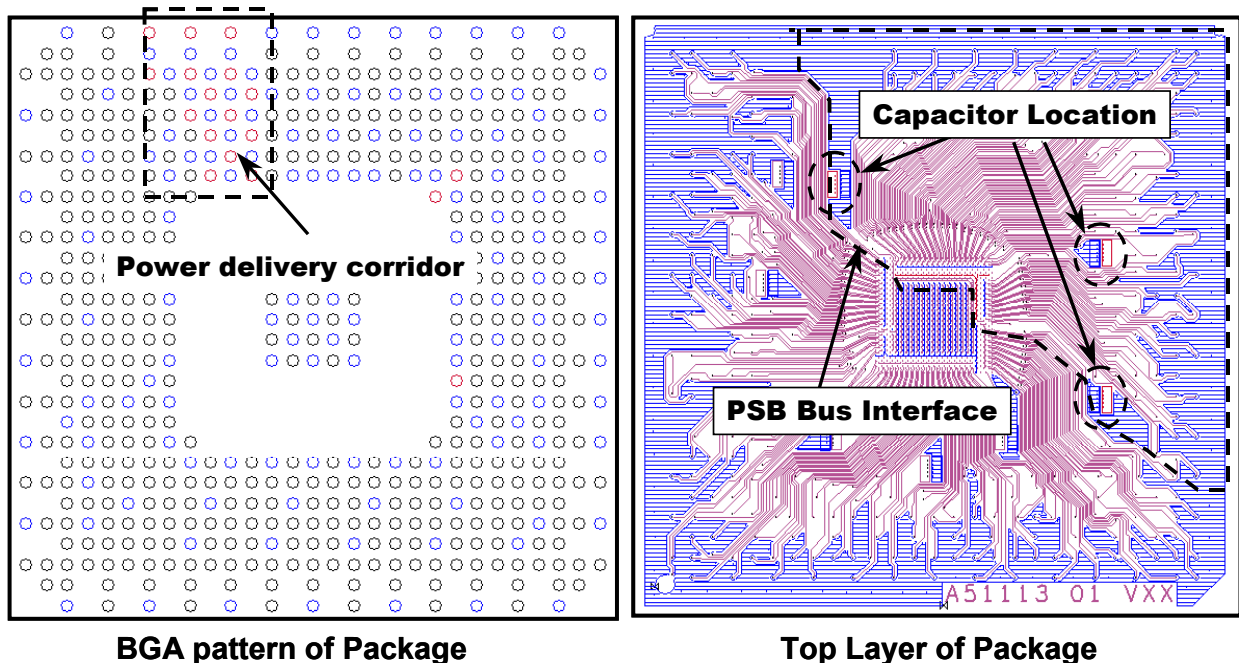 Power delivery corridor
BGA pattern of Package
Capacitor Location
PSB Bus Interface
A51113 01 VXX
Top Layer of Package